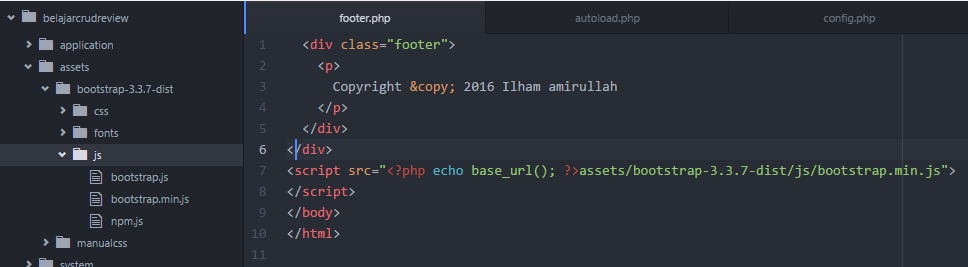 belajarcrudreview
application
assets
bootstrap-3.3.7-dist
css
fonts
js
bootstrap.js
bootstrap.min.js
npm.js
manualcss
system
footer.php autoload.php config.php
1 <div class="footer">
2 <p>
3 Copyright &copy; 2016 Ilham amirullah
4 </p>
5 </div>
6 </div>
7 <script src="<?php echo base_url(); ?>assets/bootstrap-3.3.7-dist/js/bootstrap.min.js">
8 </script>
9 </body>
10 </html>
11